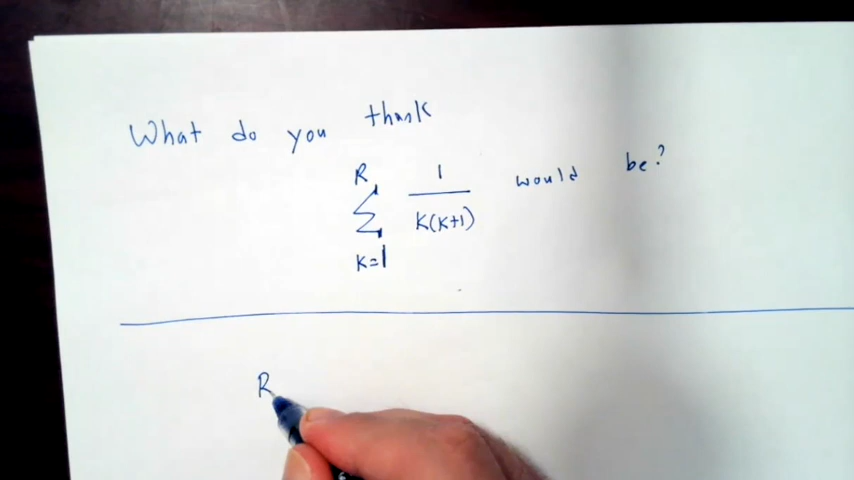 What do you think
R
∑ 1/K(K+1) would be?
K=1
R